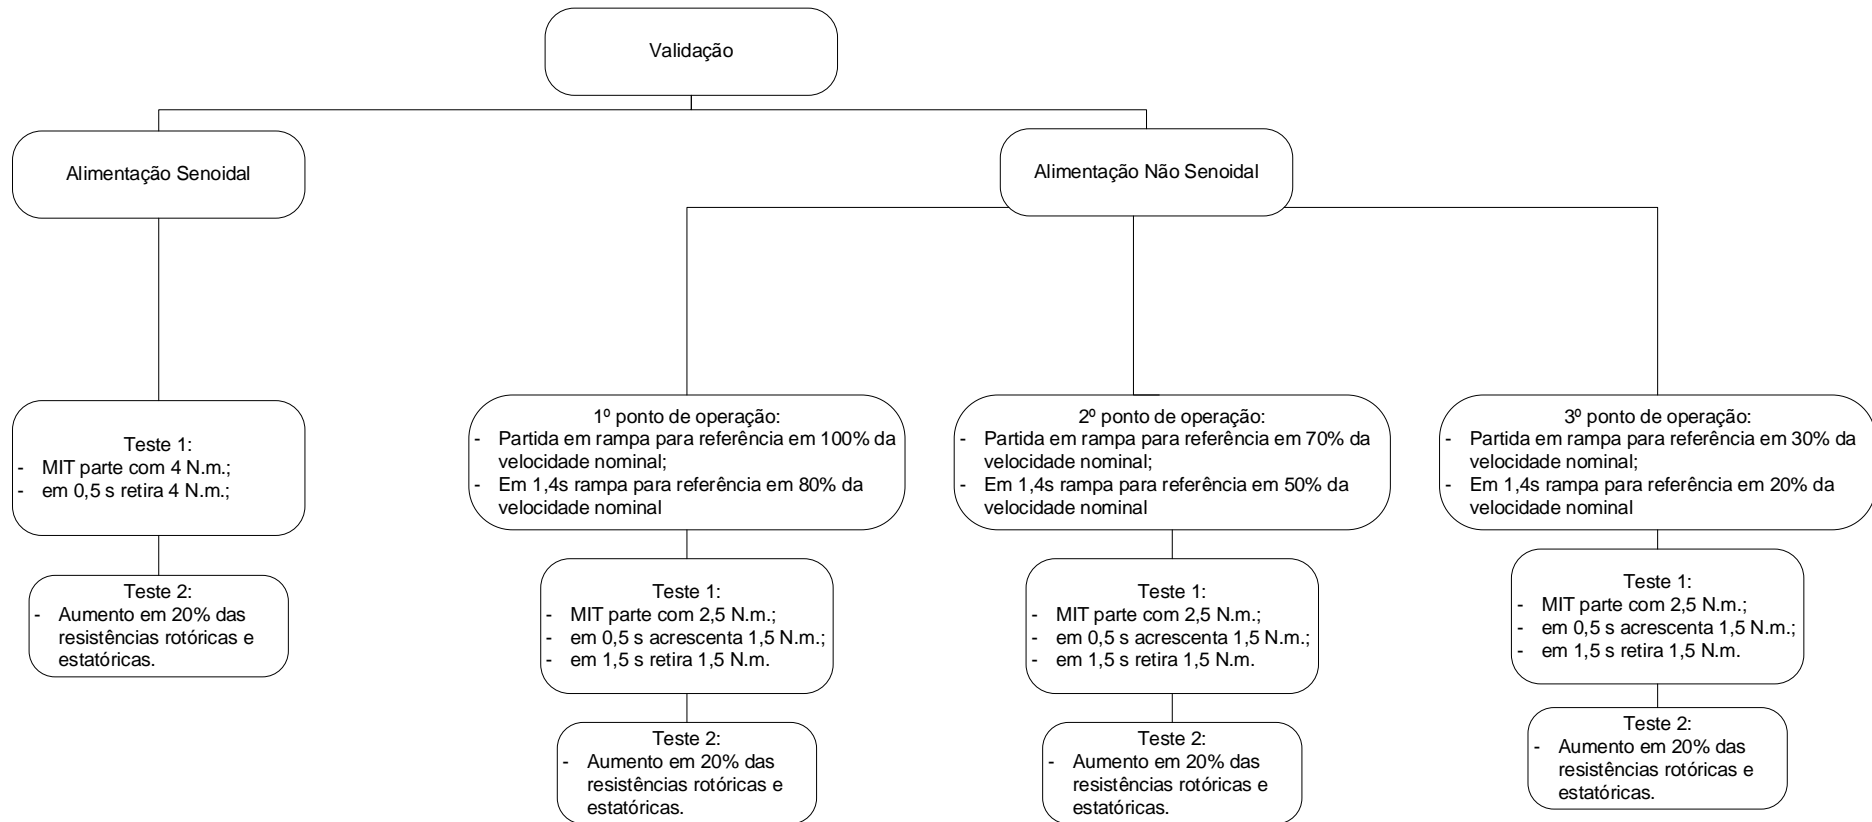 Validação
Alimentação Senoidal
Alimentação Não Senoidal
Teste 1:
- MIT parte com 4 N.m.;
- em 0,5 s retira 4 N.m.;
Teste 2:
- Aumento em 20% das
resistências rotóricas e
estatóricas.
1º ponto de operação:
- Partida em rampa para referência em 100% da
velocidade nominal;
- Em 1,4s rampa para referência em 80% da
velocidade nominal
Teste 1:
- MIT parte com 2,5 N.m.;
- em 0,5 s acrescenta 1,5 N.m.;
- em 1,5 s retira 1,5 N.m.
Teste 2:
- Aumento em 20% das
resistências rotóricas e
estatóricas.
2º ponto de operação:
- Partida em rampa para referência em 70% da
velocidade nominal;
- Em 1,4s rampa para referência em 50% da
velocidade nominal
Teste 1:
- MIT parte com 2,5 N.m.;
- em 0,5 s acrescenta 1,5 N.m.;
- em 1,5 s retira 1,5 N.m.
Teste 2:
- Aumento em 20% das
resistências rotóricas e
estatóricas.
3º ponto de operação:
- Partida em rampa para referência em 30% da
velocidade nominal;
- Em 1,4s rampa para referência em 20% da
velocidade nominal
Teste 1:
- MIT parte com 2,5 N.m.;
- em 0,5 s acrescenta 1,5 N.m.;
- em 1,5 s retira 1,5 N.m.
Teste 2:
- Aumento em 20% das
resistências rotóricas e
estatóricas.